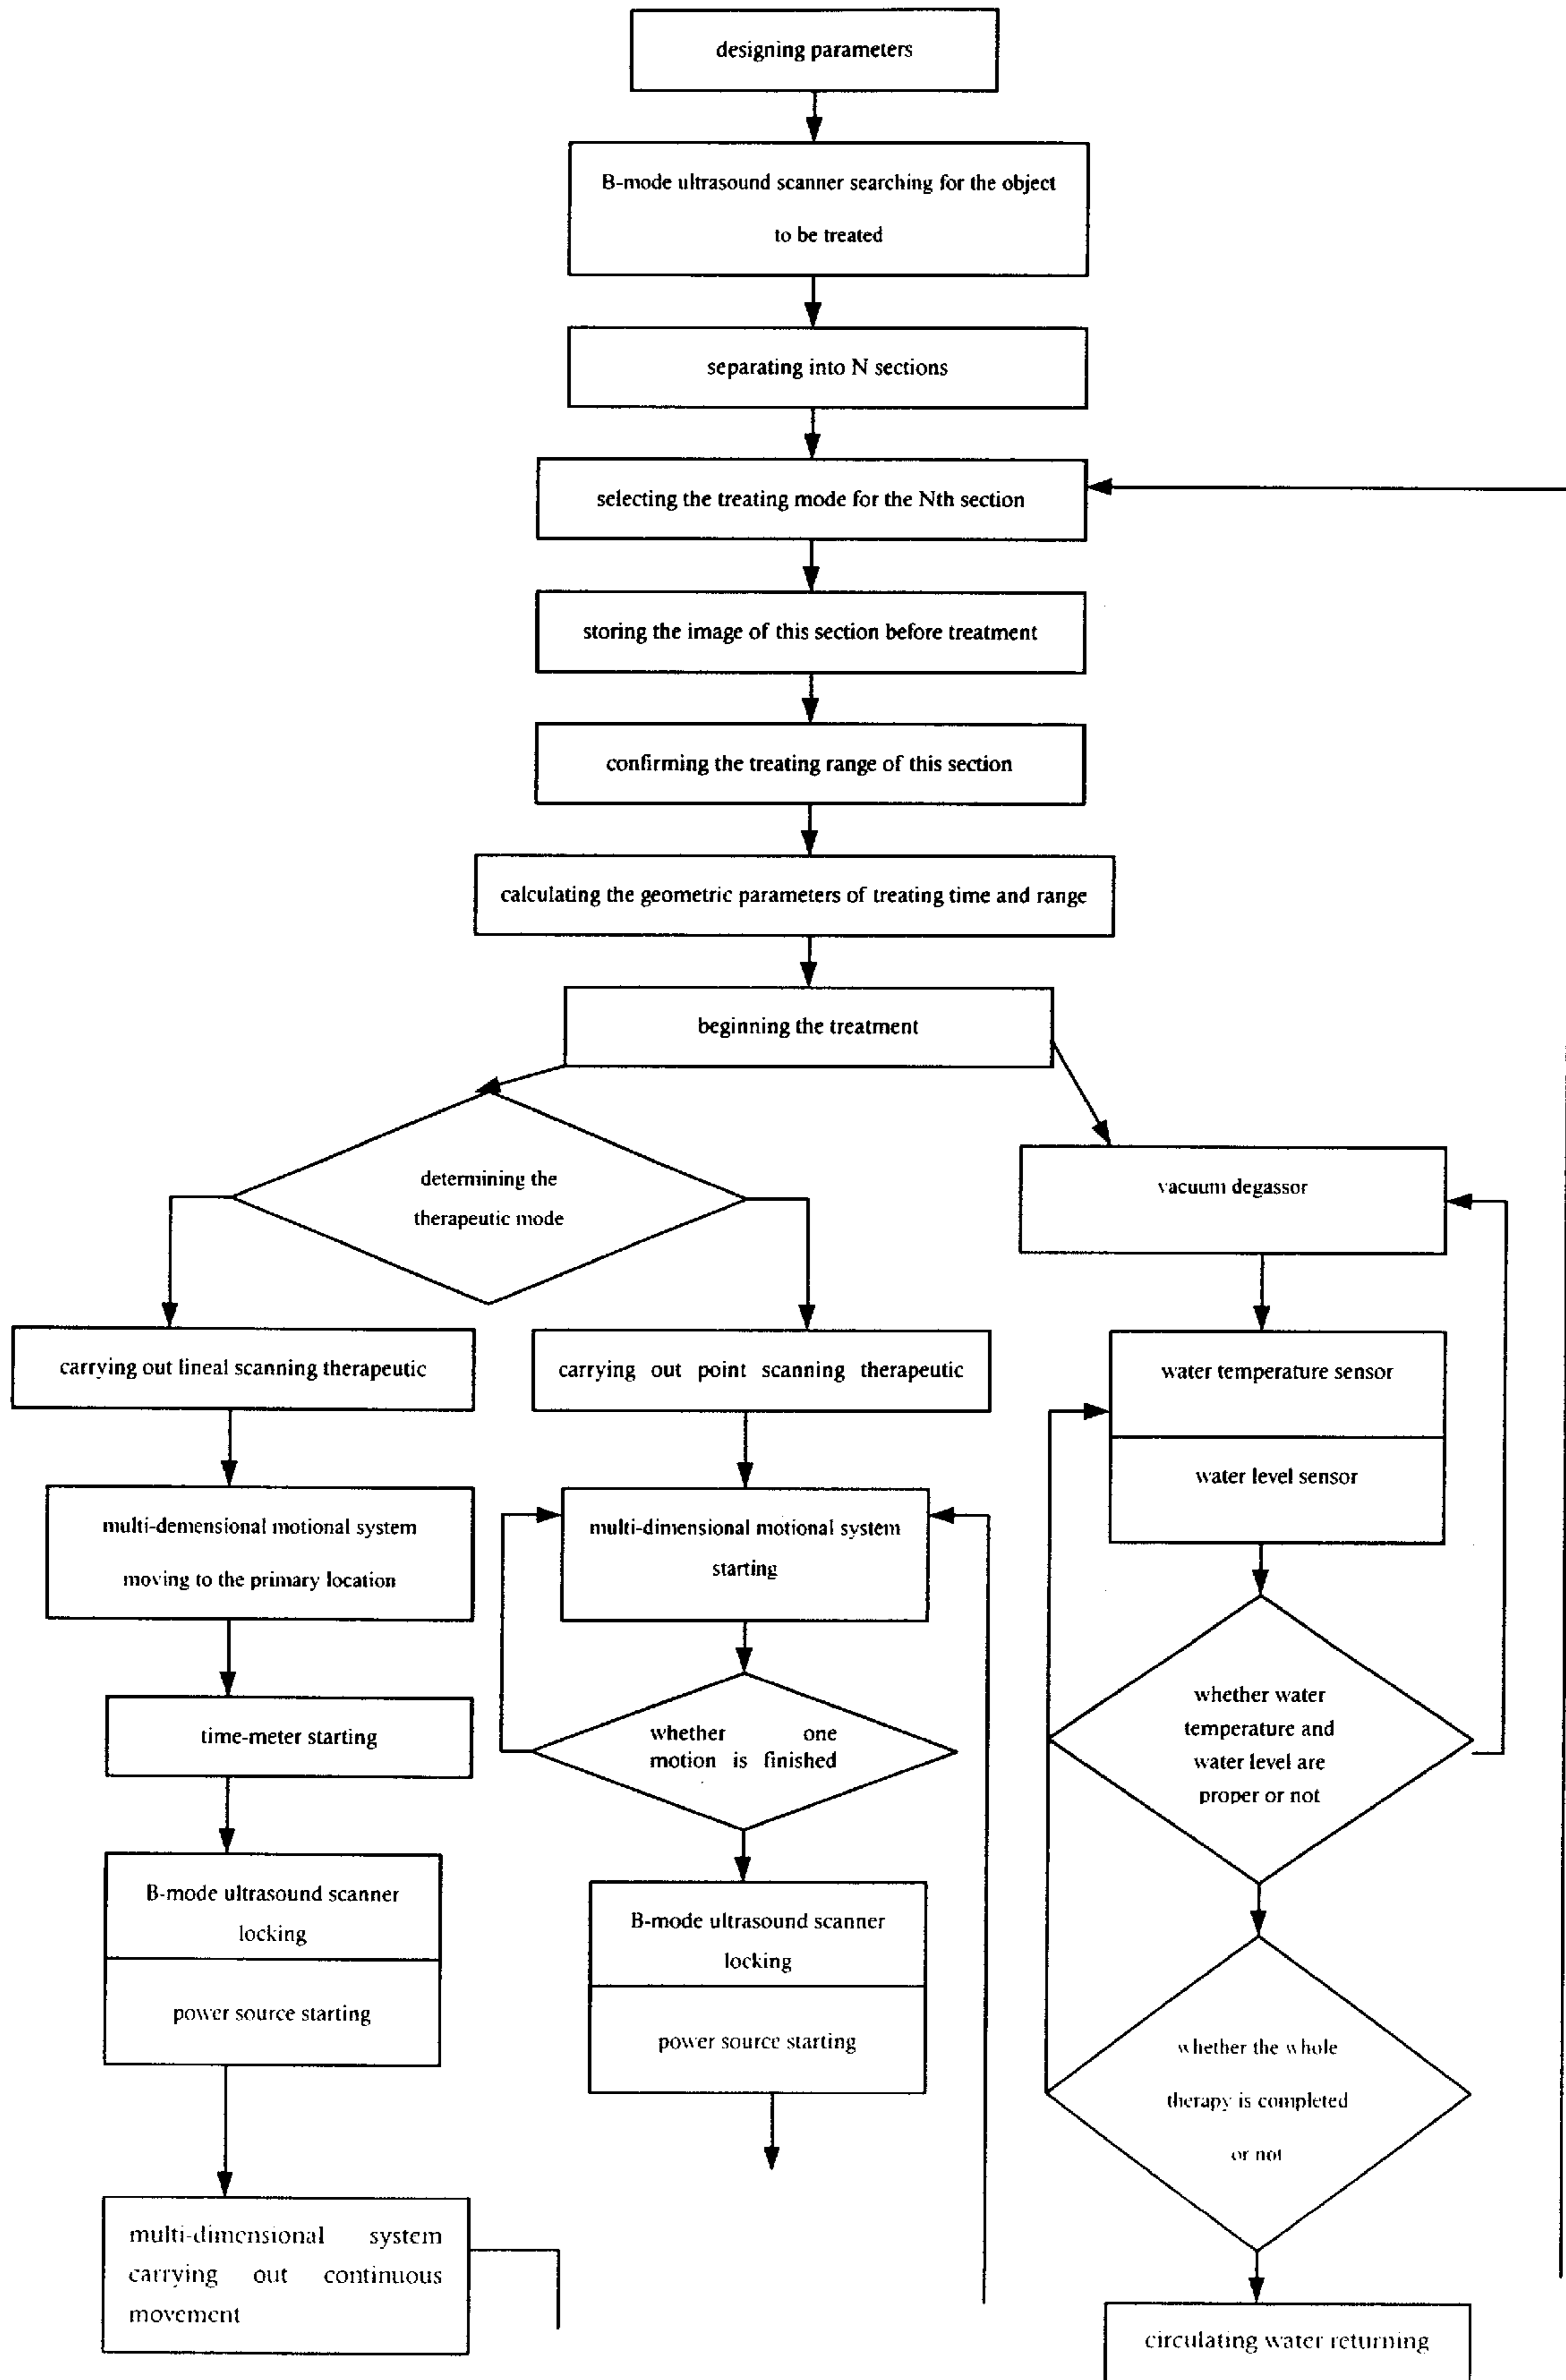 designing parameters
B-mode ultrasound scanner searching for the object
to be treated
separating into N sections
selecting the treating mode for the Nth section
storing the image of this section before treatment
confirming the treating range of this section
calculating the geometric parameters of treating time and range
beginning the treatment
determining the
therapeutic mode
vacuum degassor
carrying out lineal scanning therapeutic
carrying out point scanning therapeutic
water temperature sensor
water level sensor
multi-demensional motional system
moving to the primary location
multi-dimensional motional system
starting
time-meter starting
whether one
motion is finished
whether water
temperature and
water level are
proper or not
B-mode ultrasound scanner
locking
power source starting
B-mode ultrasound scanner
locking
power source starting
whether the whole
therapy is completed
or not
multi-dimensional system
carrying out continuous
movement
circulating water returning